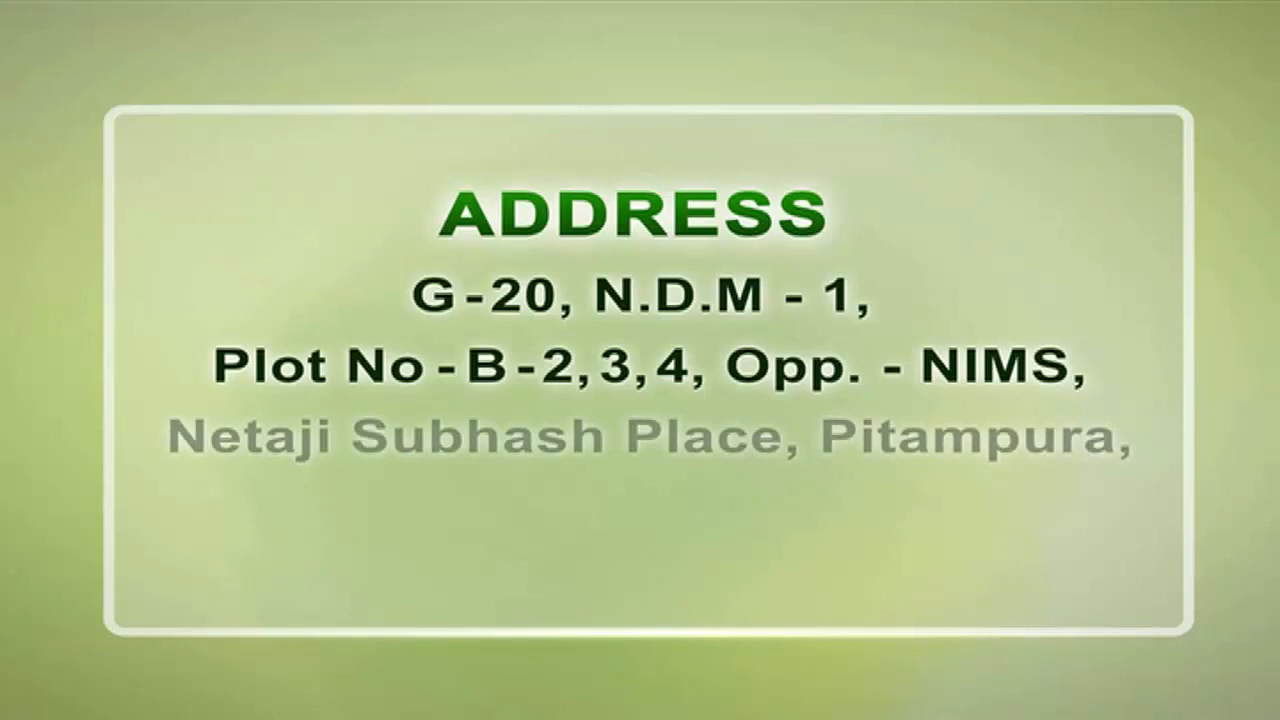 ADDRESS
G-20, N.D.M - 1,
Plot No-B-2,3,4, Opp. - NIMS,
Netaji Subhash Place, Pitampura,